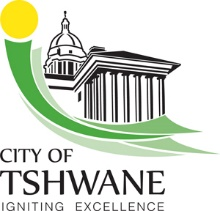 CITY OF
TSHWANE
IGNITING EXCELLENCE